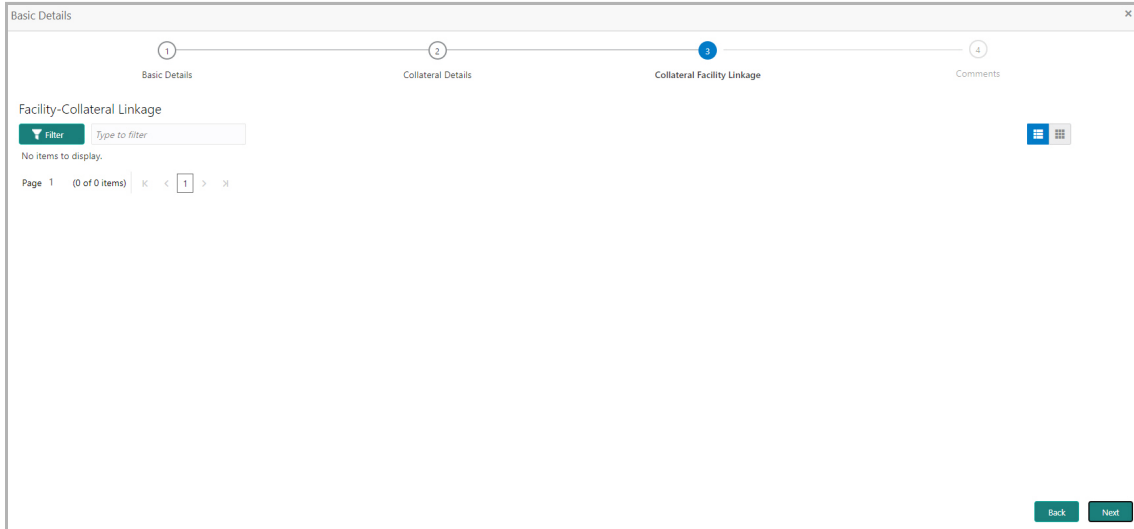 Basic Details
1 2 3 4
Basic Details Collateral Details Collateral Facility Linkage Comments
Facility-Collateral Linkage
Filter Type to filter
No items to display.
Page 1 (0 of 0 items) 1
Back Next